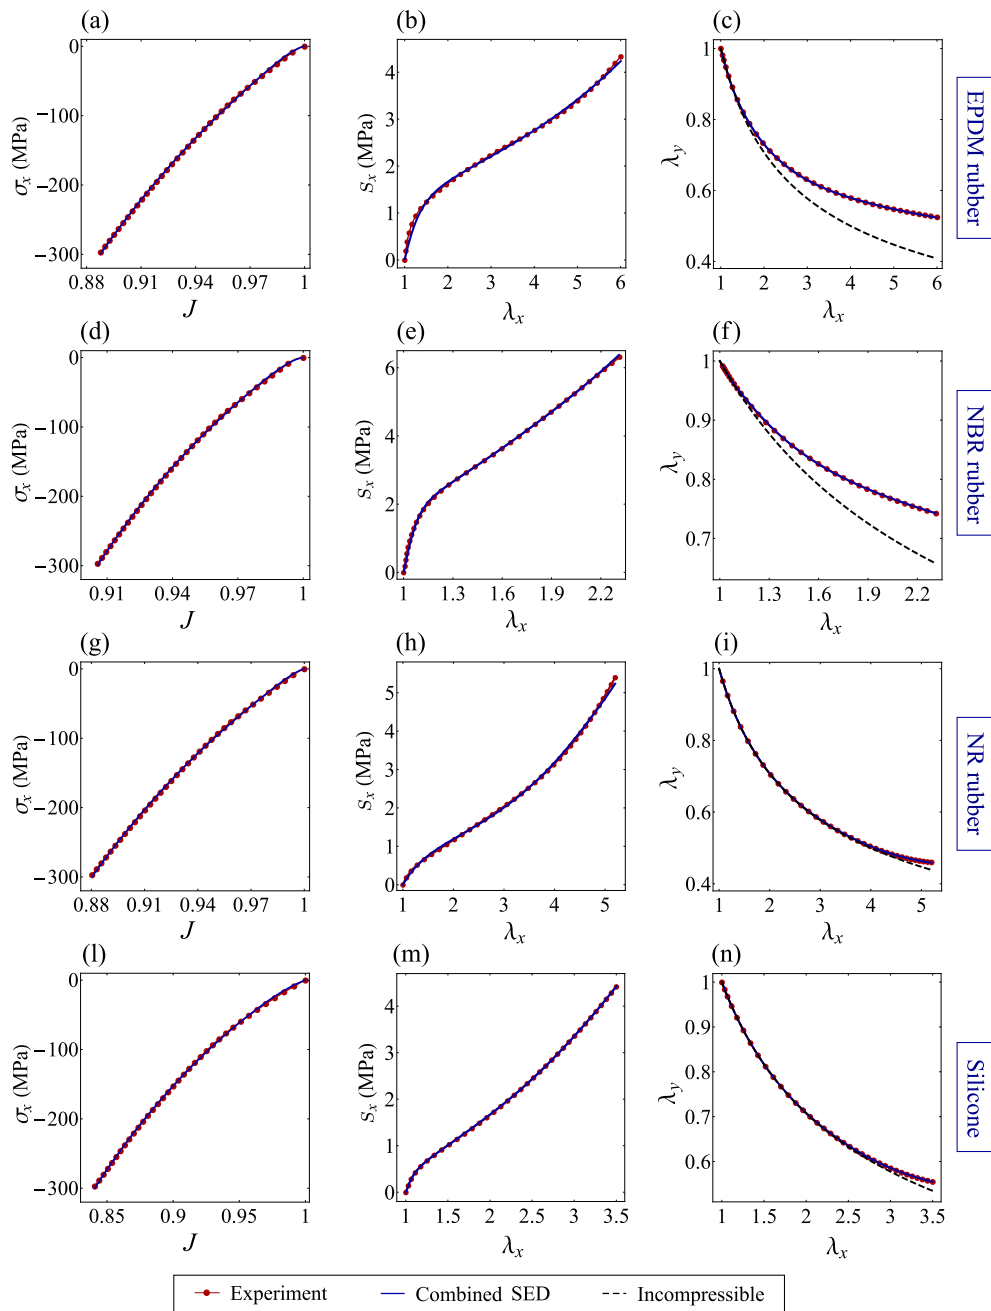 (a) (b) (c)
0 −100 −200 −300
σx (MPa)
0.88 0.91 0.94 0.97 1
J
4 2 0
Sx (MPa)
1 2 3 4 5 6
λx
1 0.8 0.6 0.4
λy
1 2 3 4 5 6
λx
EPDM rubber
(d) (e) (f)
0 −100 −200 −300
σx (MPa)
0.91 0.94 0.97 1
J
6 4 2 0
Sx (MPa)
1 1.3 1.6 1.9 2.2
λx
1 0.9 0.8 0.7
λy
1 1.3 1.6 1.9 2.2
λx
NBR rubber
(g) (h) (i)
0 −100 −200 −300
σx (MPa)
0.88 0.91 0.94 0.97 1
J
5 4 3 2 1 0
Sx (MPa)
1 2 3 4 5
λx
1 0.8 0.6 0.4
λy
1 2 3 4 5
λx
NR rubber
(l) (m) (n)
0 −100 −200 −300
σx (MPa)
0.85 0.9 0.95 1
J
4 3 2 1 0
Sx (MPa)
1 1.5 2 2.5 3 3.5
λx
1 0.9 0.8 0.7 0.6
λy
1 1.5 2 2.5 3 3.5
λx
Silicone
Experiment Combined SED Incompressible